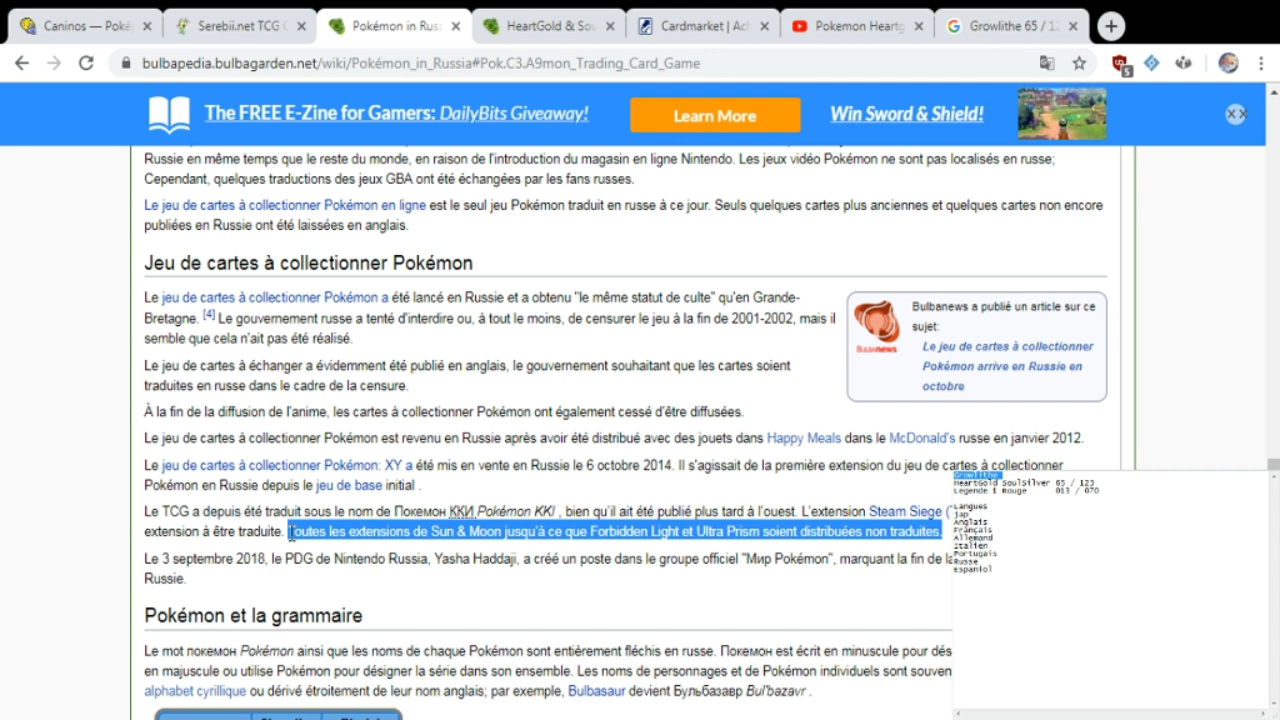 Caninos — Poké
Serebii.net TCG
Pokémon in Russ
HeartGold & Sou
Cardmarket | Ach
Pokemon Heartg
Growlithe 65 / 12
bulbapedia.bulbagarden.net/wiki/Pokémon_in_Russia#Pok.C3.A9mon_Trading_Card_Game
5
The FREE E-Zine for Gamers: DailyBits Giveaway!
Learn More
Win Sword & Shield!
Russie en même temps que le reste du monde, en raison de l'introduction du magasin en ligne Nintendo. Les jeux vidéo Pokémon ne sont pas localisés en russe;
Cependant, quelques traductions des jeux GBA ont été échangées par les fans russes.
Le jeu de cartes à collectionner Pokémon en ligne est le seul jeu Pokémon traduit en russe à ce jour. Seuls quelques cartes plus anciennes et quelques cartes non encore
publiées en Russie ont été laissées en anglais.
Jeu de cartes à collectionner Pokémon
Le jeu de cartes à collectionner Pokémon a été lancé en Russie et a obtenu "le même statut de culte" qu'en Grande-
Bretagne. [4] Le gouvernement russe a tenté d'interdire ou, à tout le moins, de censurer le jeu à la fin de 2001-2002, mais il
semble que cela n'ait pas été réalisé.
Le jeu de cartes à échanger a évidemment été publié en anglais, le gouvernement souhaitant que les cartes soient
traduites en russe dans le cadre de la censure.
À la fin de la diffusion de l'anime, les cartes à collectionner Pokémon ont également cessé d'être diffusées.
Bulbanews a publié un article sur ce
sujet:
Le jeu de cartes à collectionner
Pokémon arrive en Russie en
octobre
BULBAnews
Le jeu de cartes à collectionner Pokémon est revenu en Russie après avoir été distribué avec des jouets dans Happy Meals dans le McDonald's russe en janvier 2012.
Le jeu de cartes à collectionner Pokémon: XY a été mis en vente en Russie le 6 octobre 2014. Il s'agissait de la première extension du jeu de cartes à collectionner
Pokémon en Russie depuis le jeu de base initial .
Le TCG a depuis été traduit sous le nom de Покемон ККИ Pokémon KKI , bien qu'il ait été publié plus tard à l'ouest. L'extension Steam Siege (
extension à être traduite. Toutes les extensions de Sun & Moon jusqu'à ce que Forbidden Light et Ultra Prism soient distribuées non traduites.
Le 3 septembre 2018, le PDG de Nintendo Russia, Yasha Haddaji, a créé un poste dans le groupe officiel "Мир Pokémon", marquant la fin de la
Russie.
Pokémon et la grammaire
Le mot покемон Pokémon ainsi que les noms de chaque Pokémon sont entièrement fléchis en russe. Покемон est écrit en minuscule pour dés
en majuscule ou utilise Pokémon pour désigner la série dans son ensemble. Les noms de personnages et de Pokémon individuels sont souven
alphabet cyrillique ou dérivé étroitement de leur nom anglais; par exemple, Bulbasaur devient Бульбазавр Bul'bazavr .
Growlithe
HeartGold SoulSilver 65 / 123
Legende 1 Rouge 013 / 070
Langues
jap
Anglais
Français
Allemand
Italien
Portugais
Russe
Espaniol